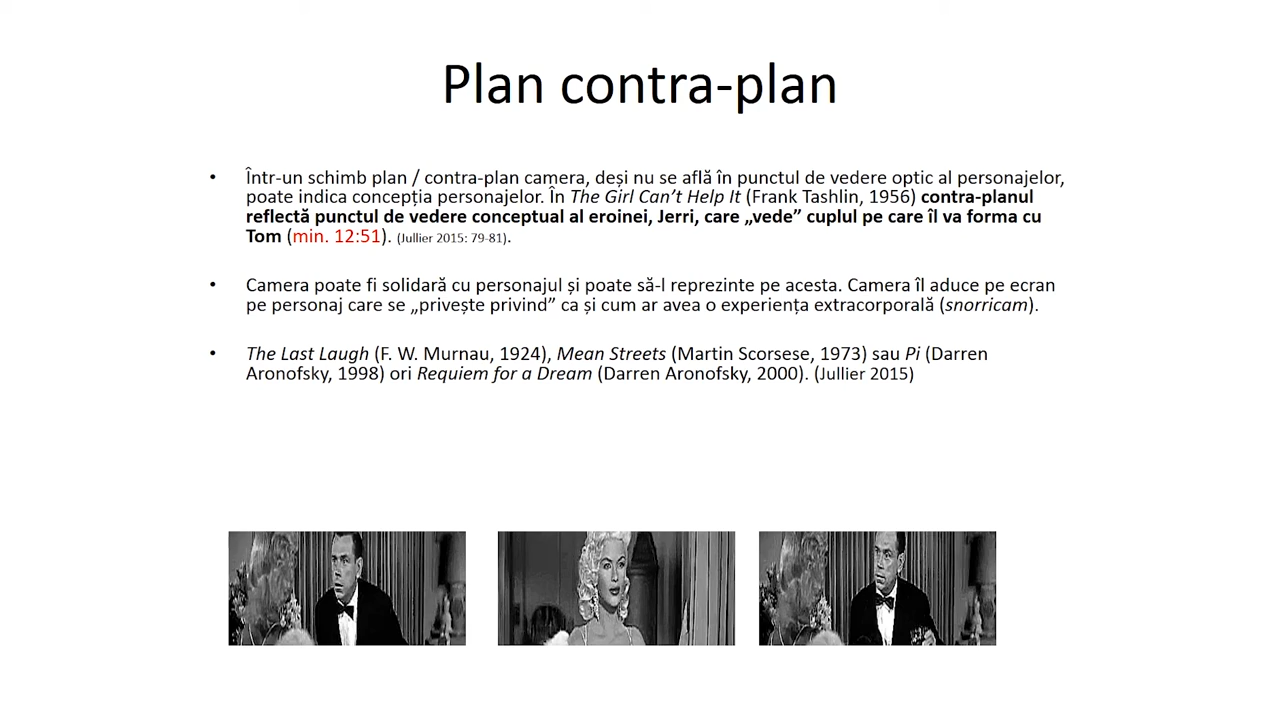 Plan contra-plan
• Într-un schimb plan / contra-plan camera, deși nu se află în punctul de vedere optic al personajelor,
poate indica concepția personajelor. În The Girl Can’t Help It (Frank Tashlin, 1956) contra-planul
reflectă punctul de vedere conceptual al eroinei, Jerri, care „vede” cuplul pe care îl va forma cu
Tom (min. 12:51). (Jullier 2015: 79-81).
• Camera poate fi solidară cu personajul și poate să-l reprezinte pe acesta. Camera îl aduce pe ecran
pe personaj care se „privește privind” ca și cum ar avea o experiența extracorporală (snorricam).
• The Last Laugh (F. W. Murnau, 1924), Mean Streets (Martin Scorsese, 1973) sau Pi (Darren
Aronofsky, 1998) ori Requiem for a Dream (Darren Aronofsky, 2000). (Jullier 2015)